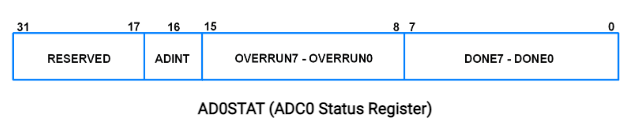 31 17 16 15 8 7 0
RESERVED ADINT OVERRUN7 - OVERRUN0 DONE7 - DONE0
AD0STAT (ADC0 Status Register)